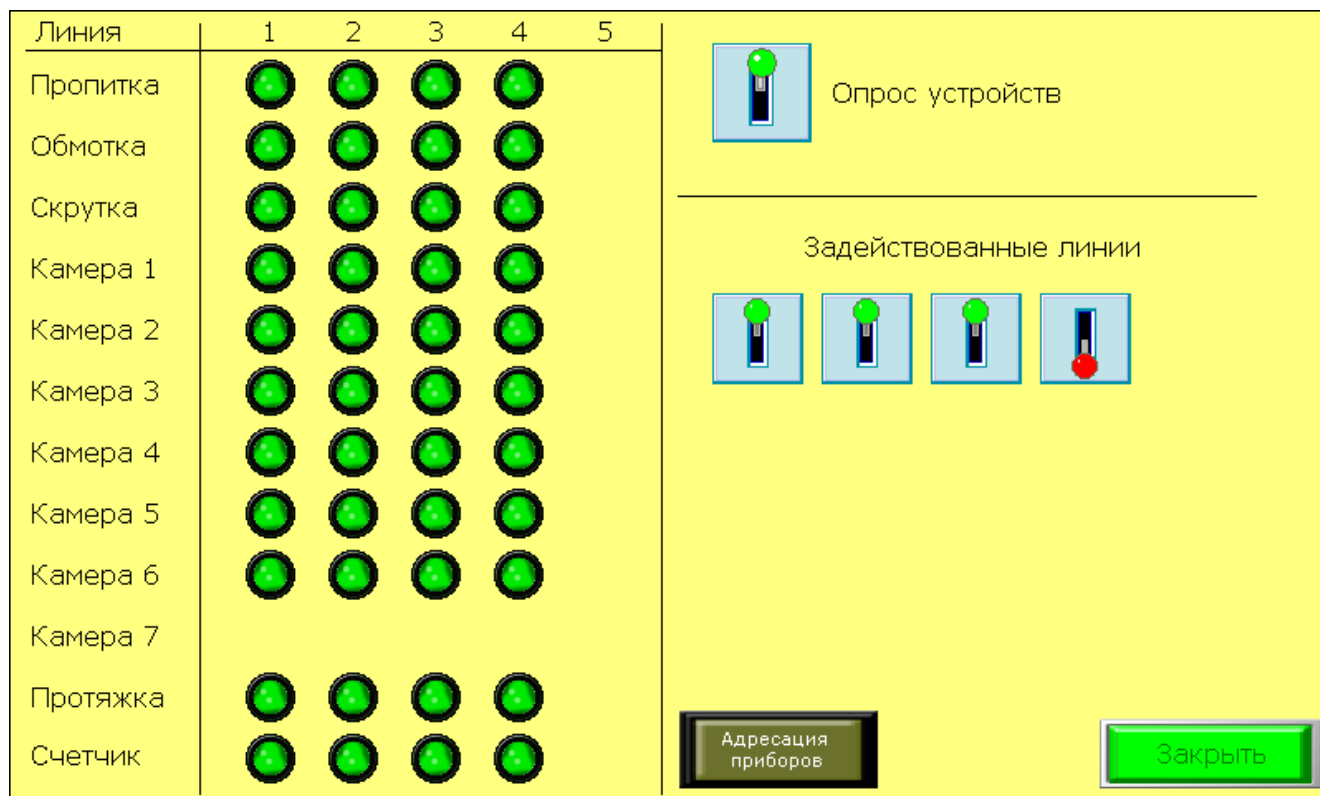 Линия 1 2 3 4 5
Пропитка
Обмотка
Скрутка
Камера 1
Камера 2
Камера 3
Камера 4
Камера 5
Камера 6
Камера 7
Протяжка
Счетчик
Опрос устройств
Задействованные линии
Адресация
приборов
Закрыть